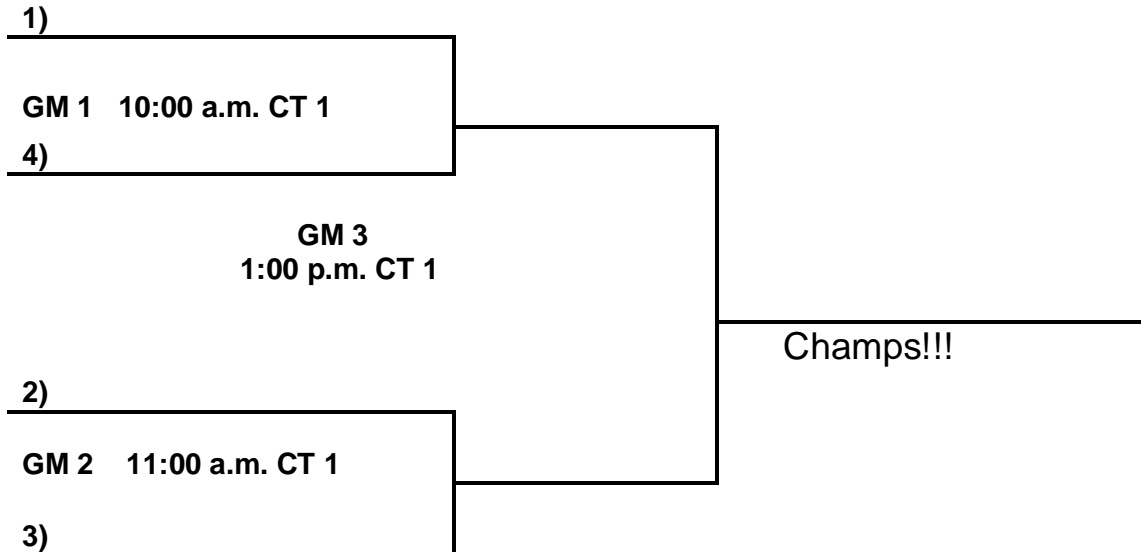 1)
GM 1 10:00 a.m. CT 1
4)
GM 3
1:00 p.m. CT 1
Champs!!!
2)
GM 2 11:00 a.m. CT 1
3)